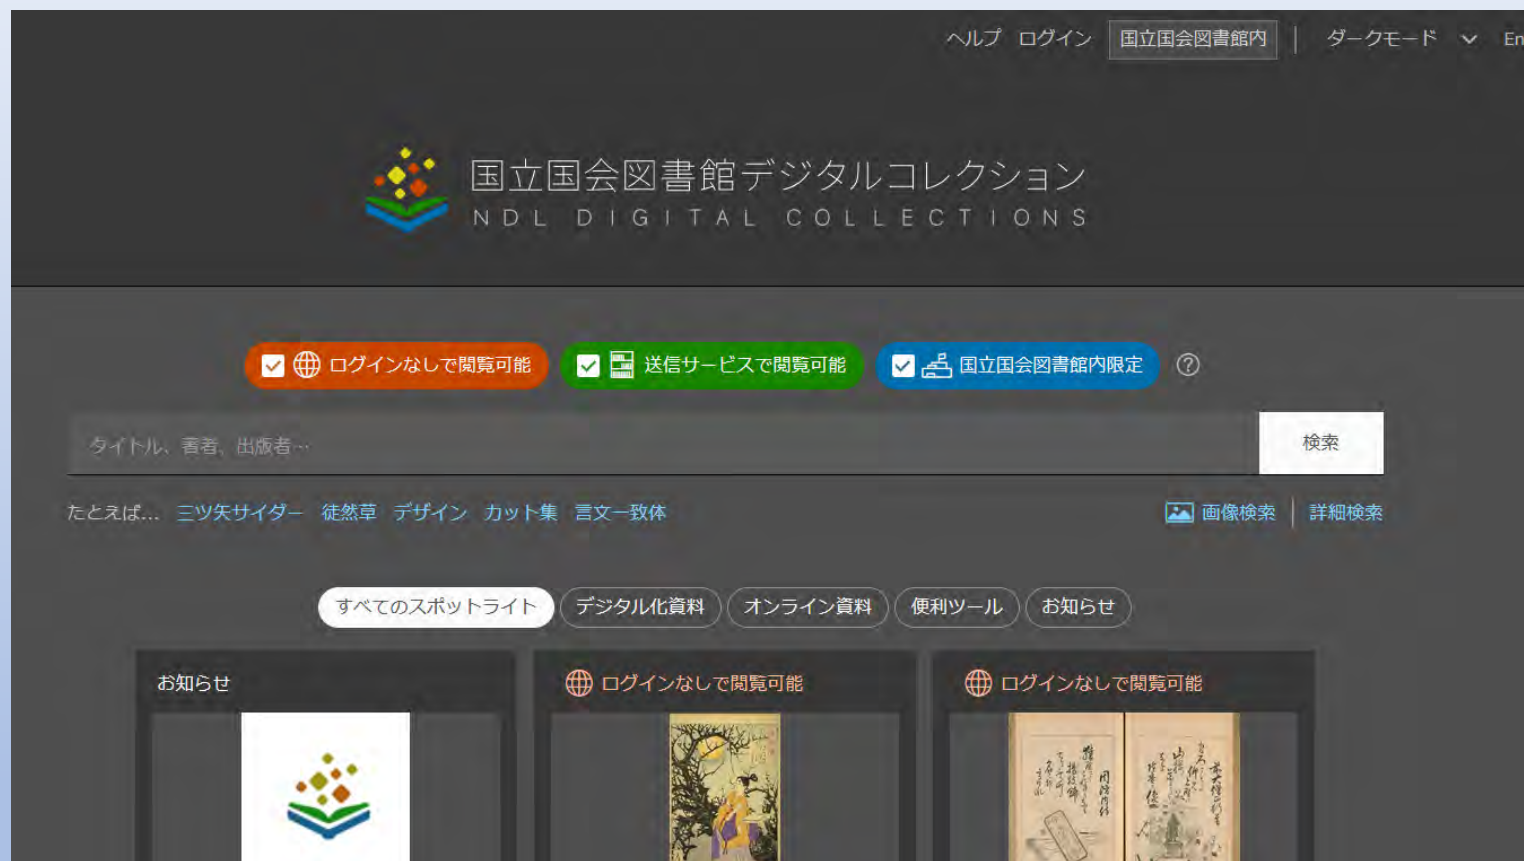 ヘルプ ログイン 国立国会図書館内 ダークモード En
国立国会図書館デジタルコレクション
NDL DIGITAL COLLECTIONS
ログインなしで閲覧可能 送信サービスで閲覧可能 国立国会図書館内限定 ?
タイトル、著者、出版者…
検索
たとえば... 三ツ矢サイダー 徒然草 デザイン カット集 言文一致体 画像検索 詳細検索
すべてのスポットライト デジタル化資料 オンライン資料 便利ツール お知らせ
お知らせ
ログインなしで閲覧可能
ログインなしで閲覧可能